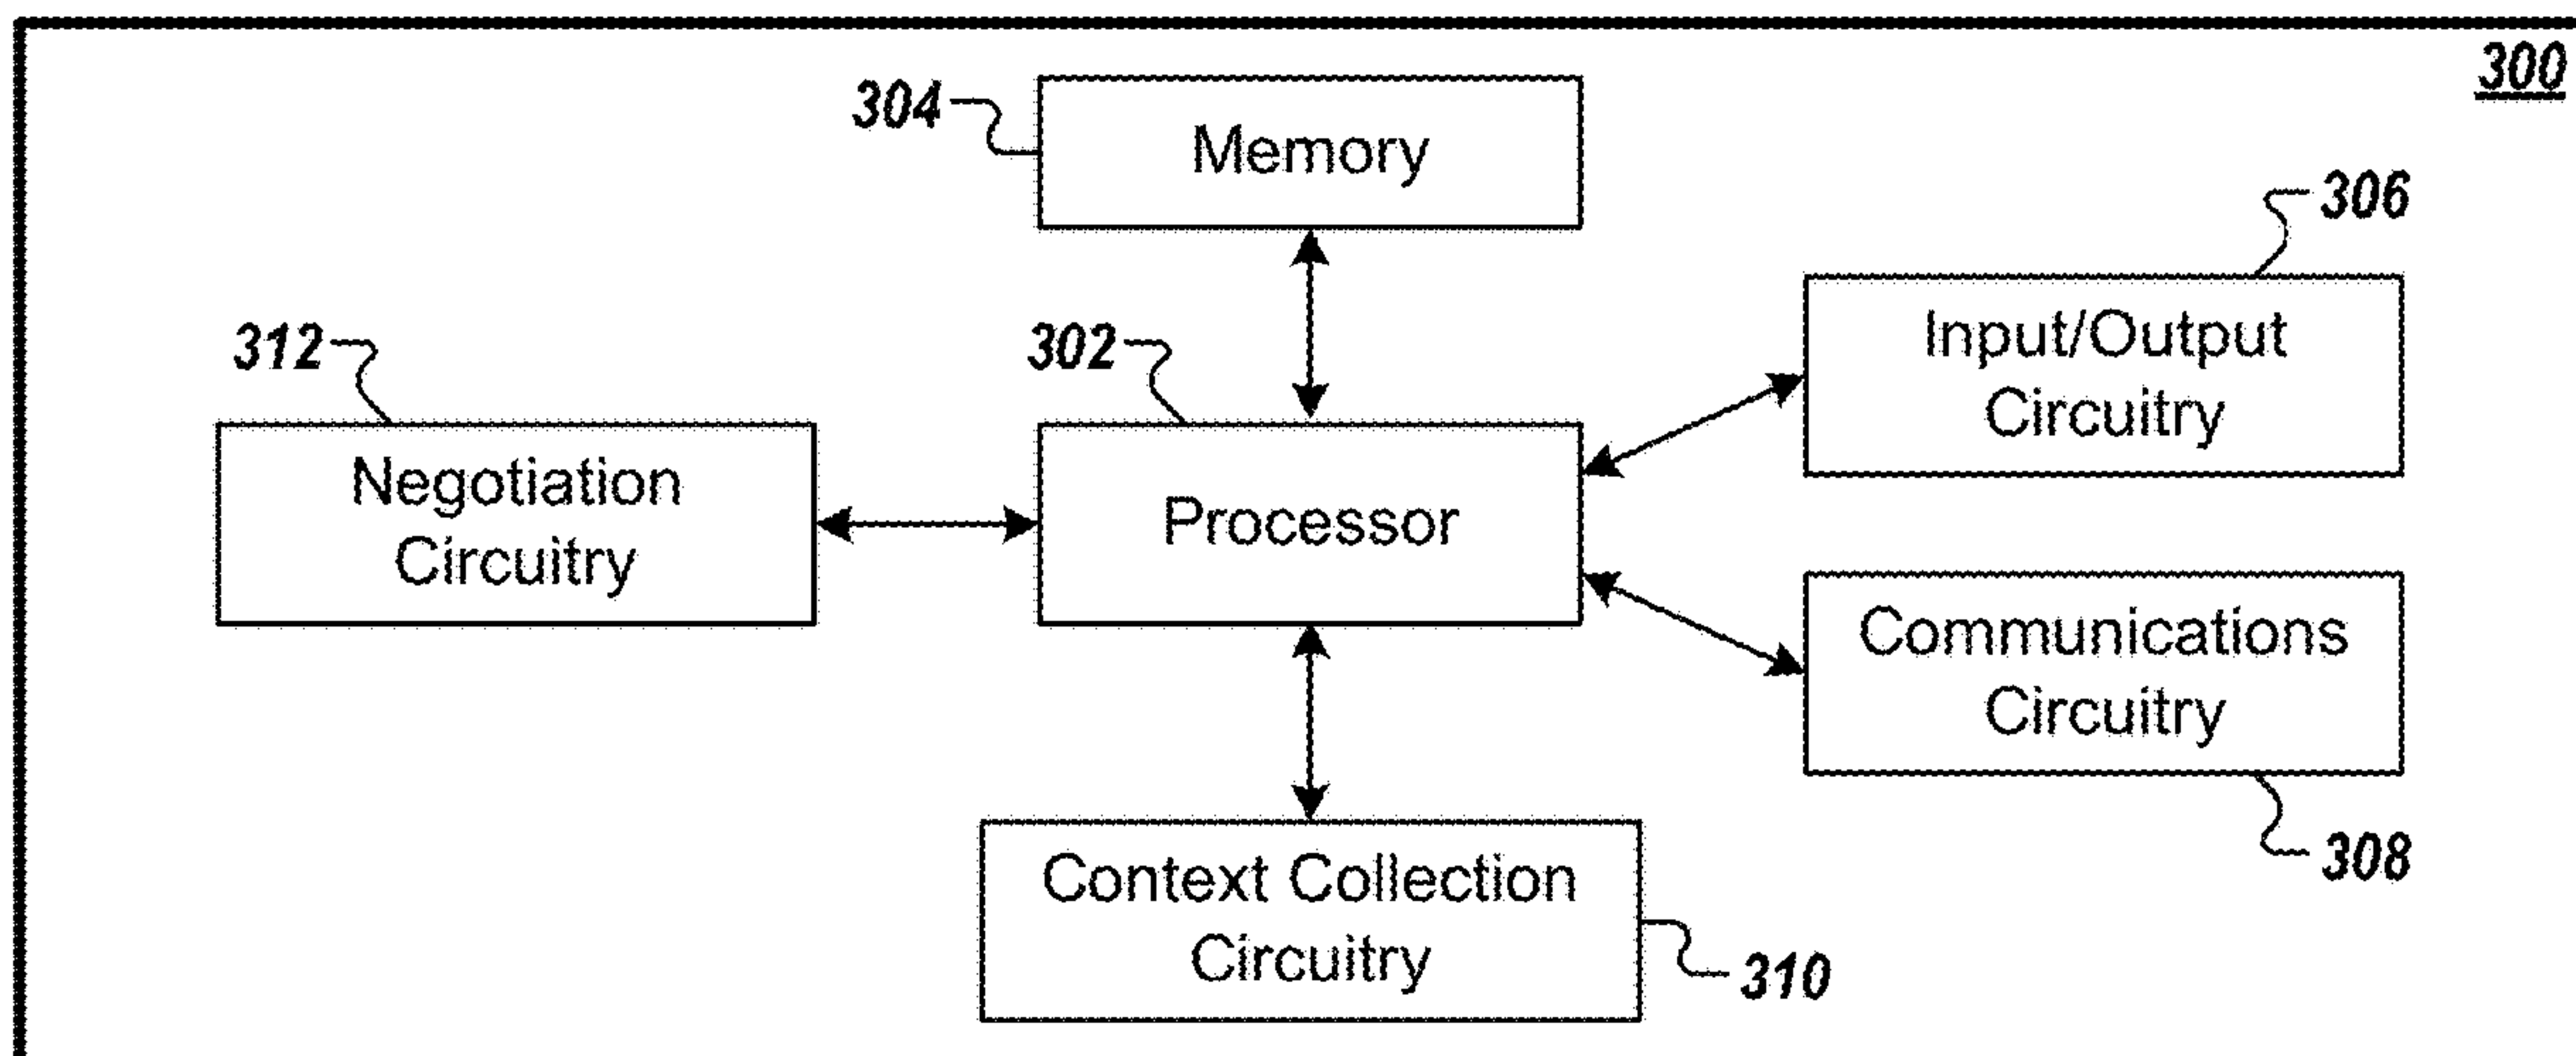 300
304
Memory
306
Input/Output
Circuitry
312
302
Negotiation
Circuitry
Processor
Communications
Circuitry
308
Context Collection
Circuitry
310